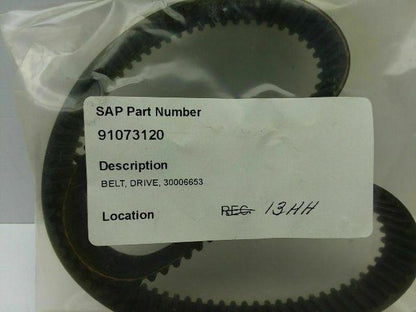 SAP Part Number
91073120
Description
BELT, DRIVE, 30006653
Location REC. 13HH